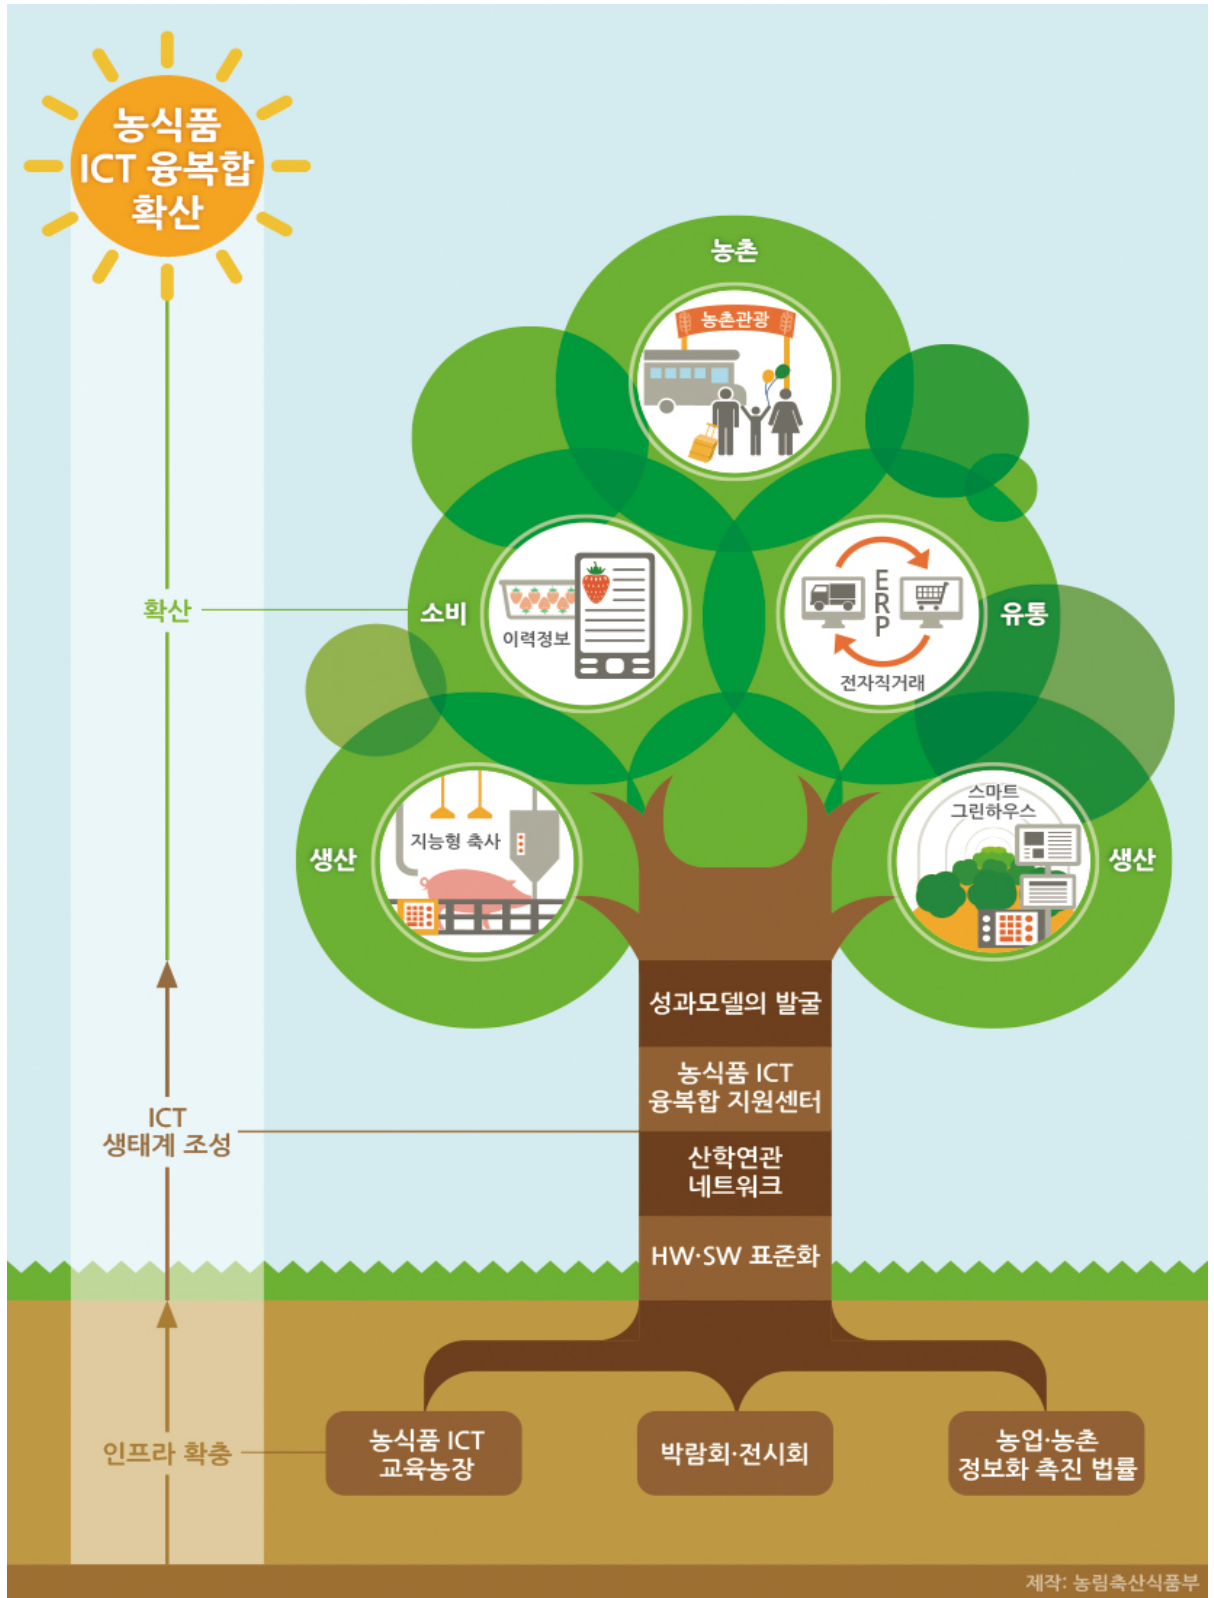 농식품
ICT 융복합
확산
농촌
농촌관광
확산
소비
이력정보
E
R
P
전자직거래
유통
생산
지능형 축사
스마트
그린하우스
생산
성과모델의 발굴
농식품 ICT
융복합 지원센터
ICT
생태계 조성
산학연관
네트워크
HW·SW 표준화
인프라 확충
농식품 ICT
교육농장
박람회·전시회
농업·농촌
정보화 촉진 법률
제작: 농림축산식품부